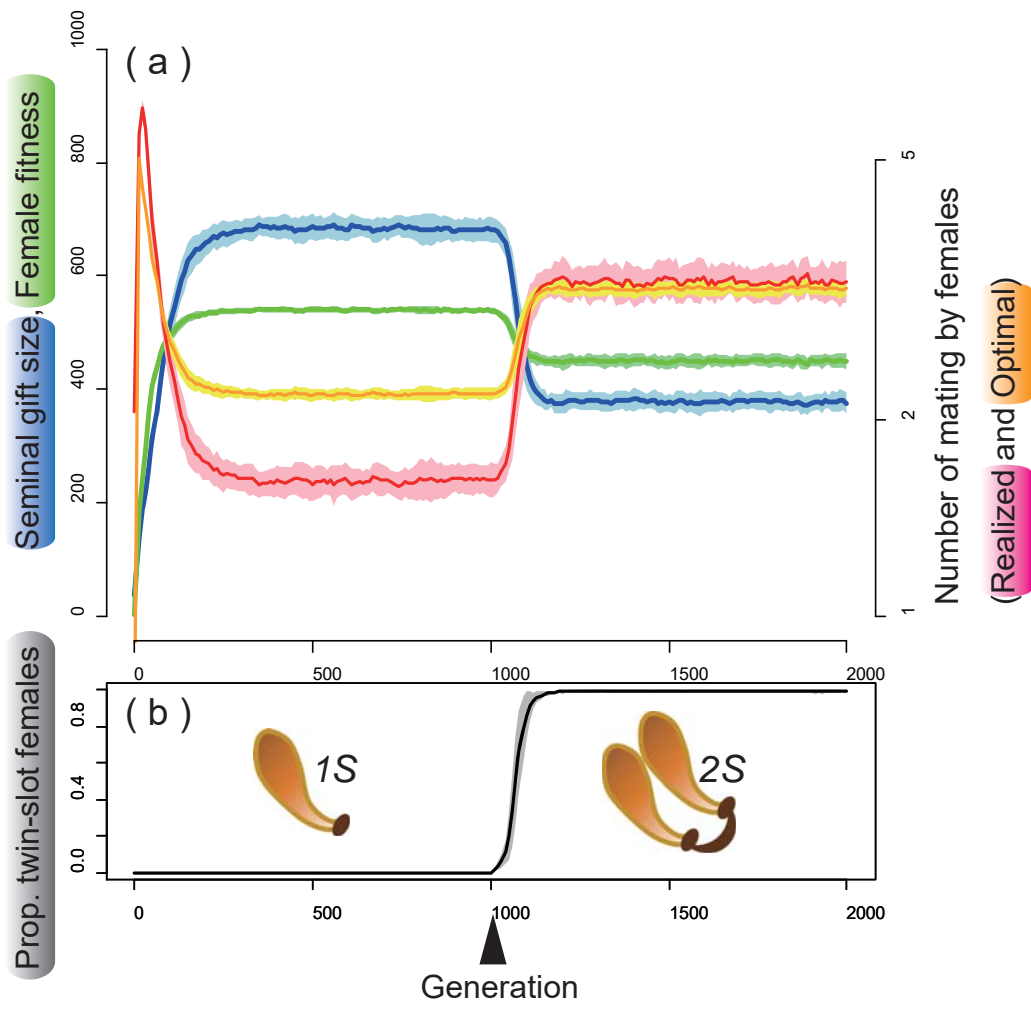 ( a )
Seminal gift size, Female fitness
1000
800
600
400
200
0
5
2
1
Number of mating by females
(Realized and Optimal)
0 500 1000 1500 2000
( b )
1S
2S
Prop. twin-slot females
0.8
0.4
0.0
0 500 1000 1500 2000
Generation